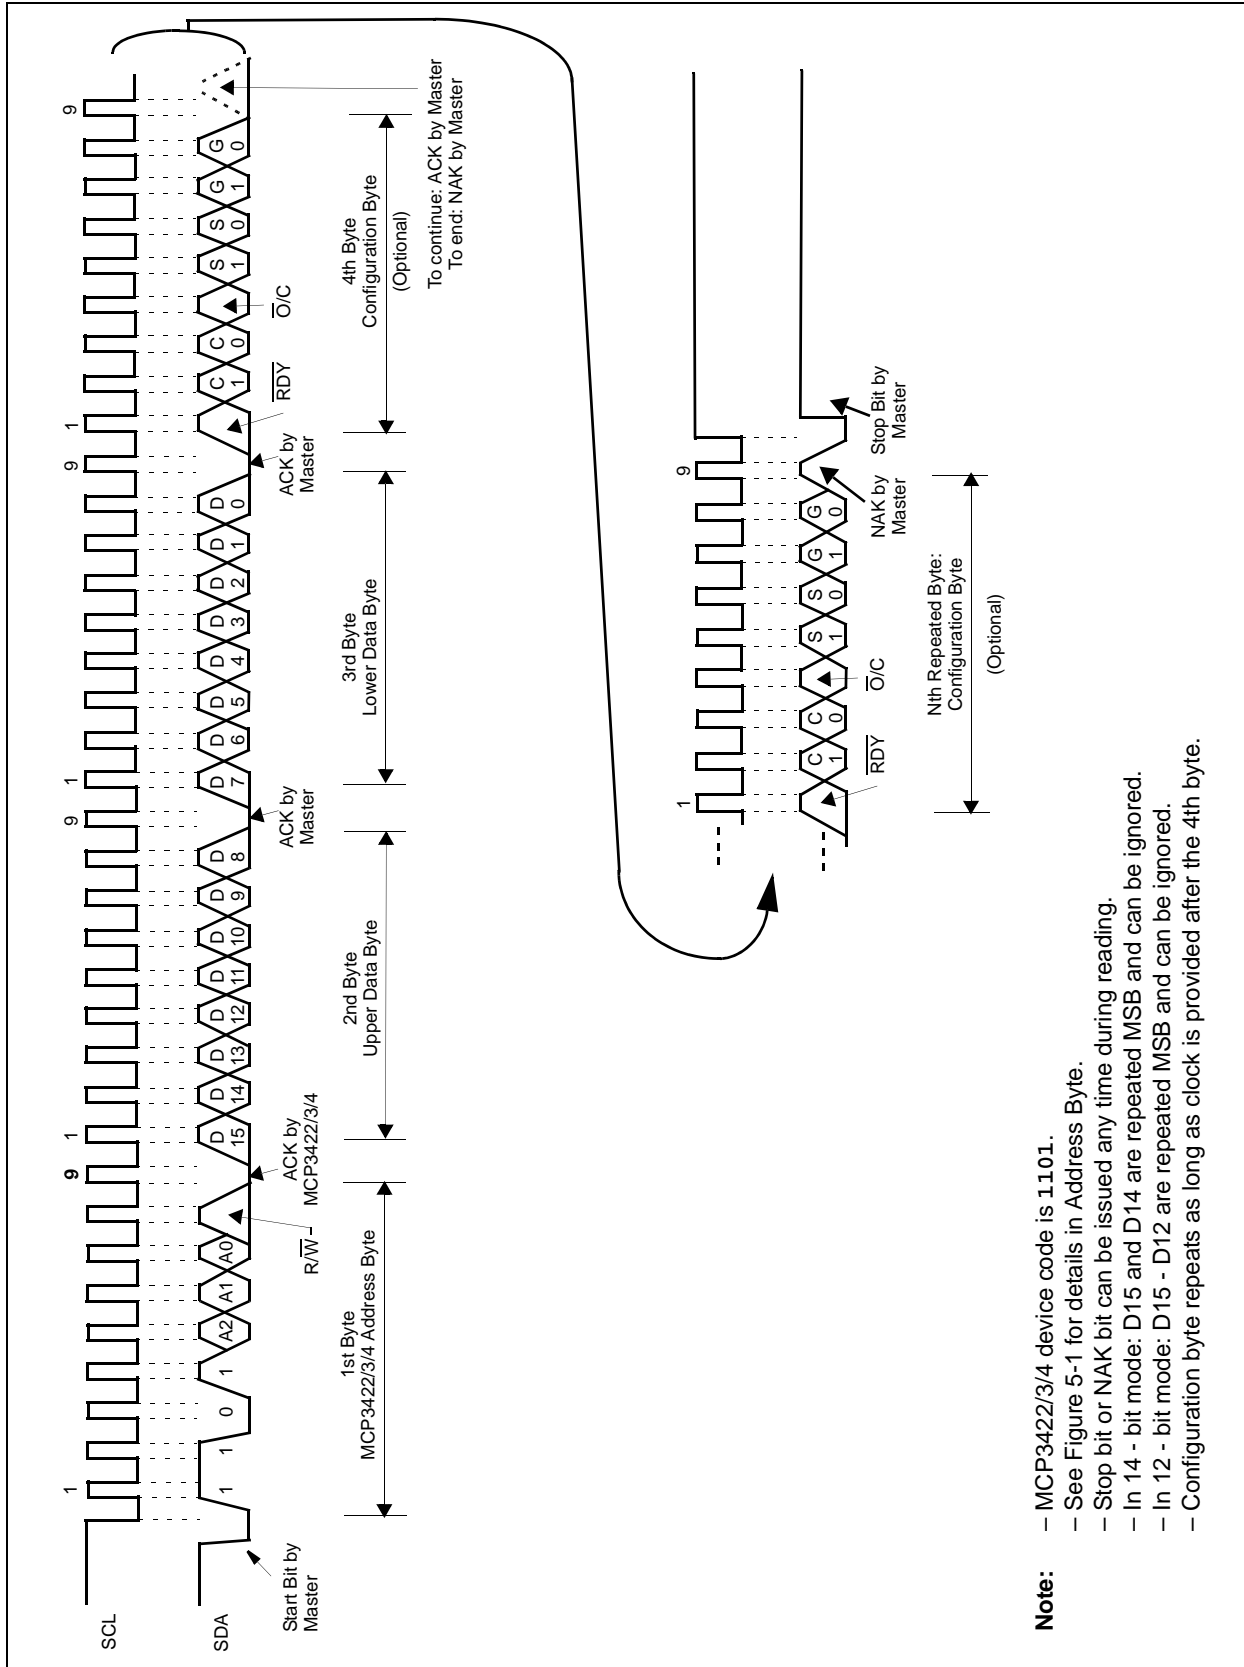 SCL
1
9
1
9
1
9
1
9
SDA
1
1
0
1
A2
A1
A0
D 15
D 14
D 13
D 12
D 11
D 10
D 9
D 8
D 7
D 6
D 5
D 4
D 3
D 2
D 1
D 0
C 1
C 0
S 1
S 0
G 1
G 0
Start Bit by
Master
R/W̅
ACK by
MCP3422/3/4
ACK by
Master
ACK by
Master
R̅D̅Y̅
O̅/C
1st Byte
MCP3422/3/4 Address Byte
2nd Byte
Upper Data Byte
3rd Byte
Lower Data Byte
4th Byte
Configuration Byte
(Optional)
To continue: ACK by Master
To end: NAK by Master
1
9
C 1
C 0
S 1
S 0
G 1
G 0
R̅D̅Y̅
O̅/C
NAK by
Master
Stop Bit by
Master
Nth Repeated Byte:
Configuration Byte
(Optional)
Note: – MCP3422/3/4 device code is 1101.
– See Figure 5-1 for details in Address Byte.
– Stop bit or NAK bit can be issued any time during reading.
– In 14 - bit mode: D15 and D14 are repeated MSB and can be ignored.
– In 12 - bit mode: D15 - D12 are repeated MSB and can be ignored.
– Configuration byte repeats as long as clock is provided after the 4th byte.